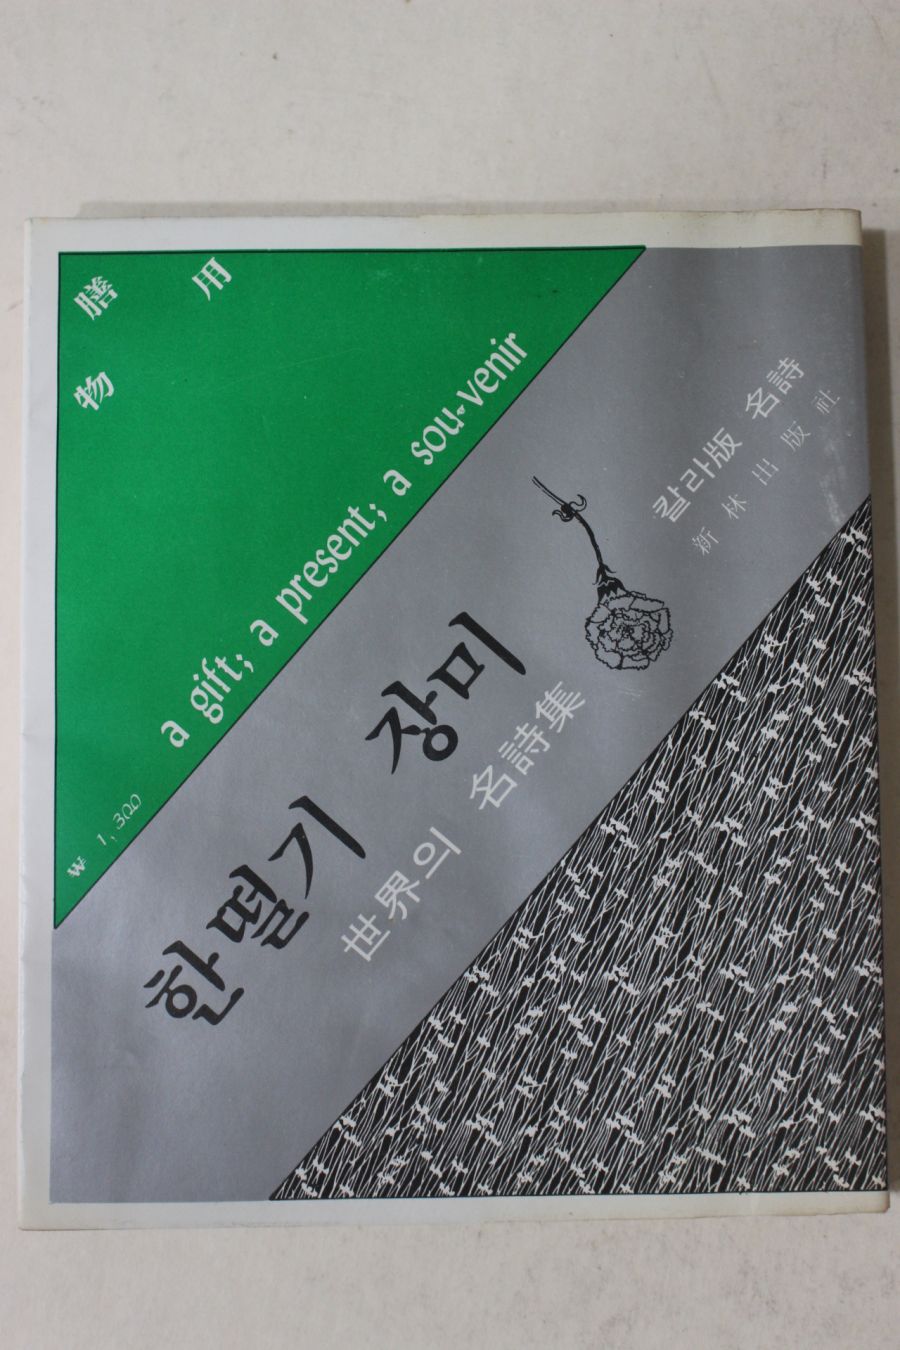 膳物用
a gift; a present; a sou-venir
₩ 1,300
한떨기 장미
世界의 名詩集
칼라版 名詩
新林出版社